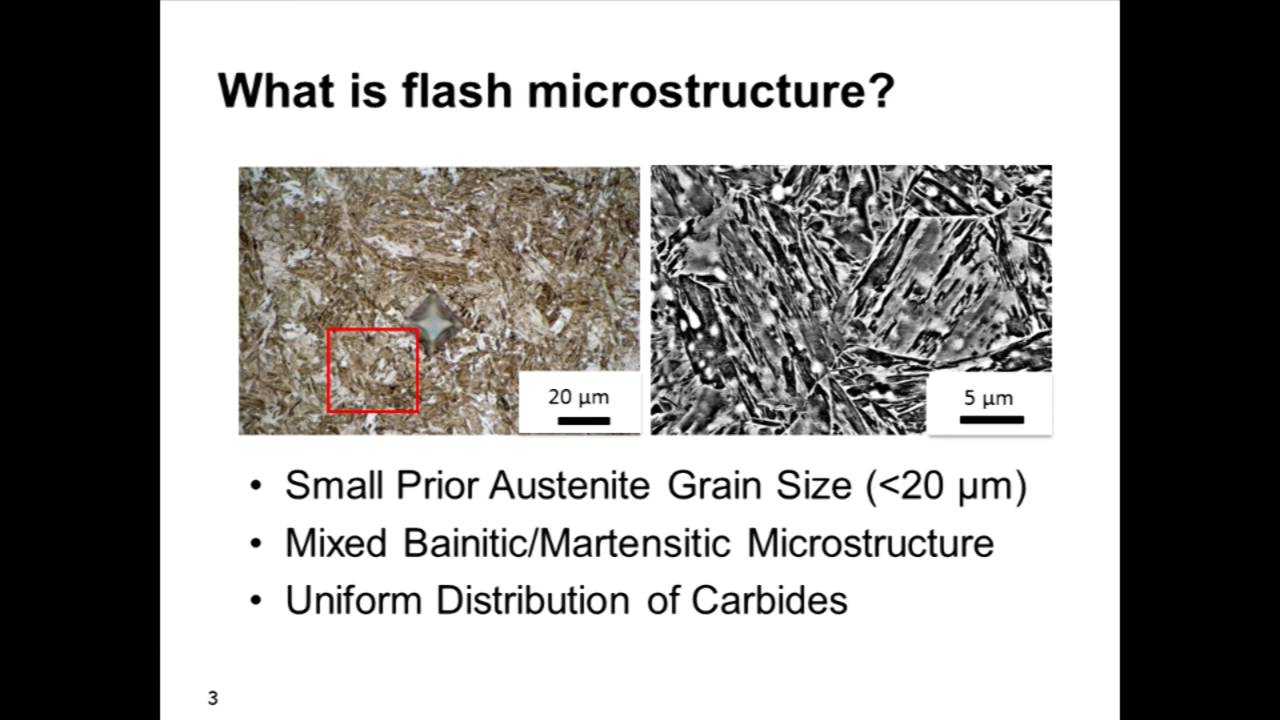 What is flash microstructure?
20 µm
5 µm
• Small Prior Austenite Grain Size (<20 µm)
• Mixed Bainitic/Martensitic Microstructure
• Uniform Distribution of Carbides
3